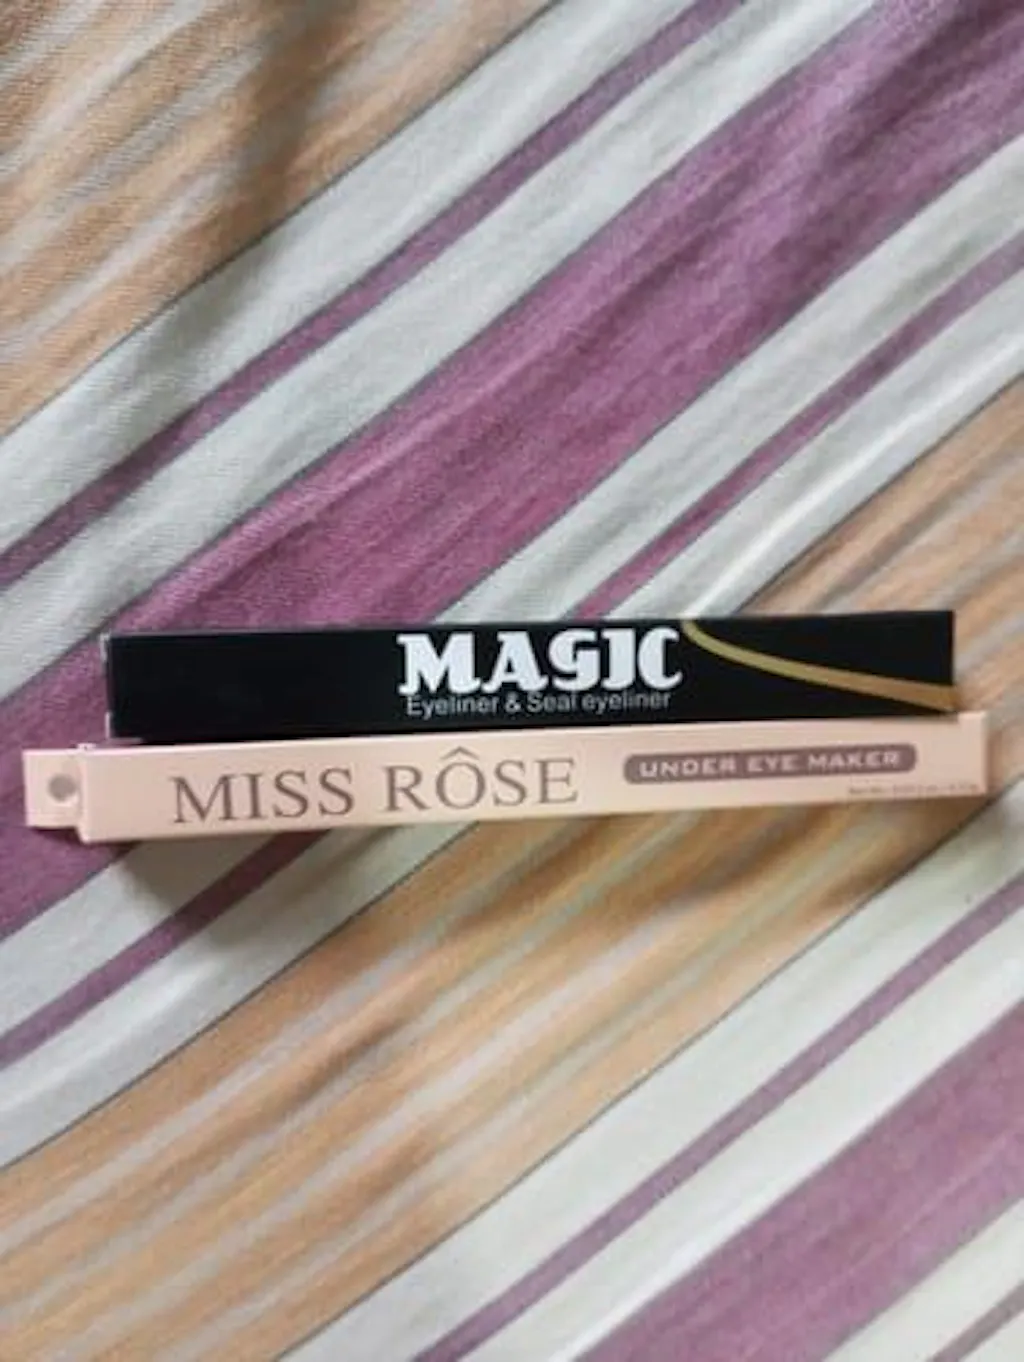 MAGIC
Eyeliner & Seal eyeliner
MISS RÔSE
UNDER EYE MAKER